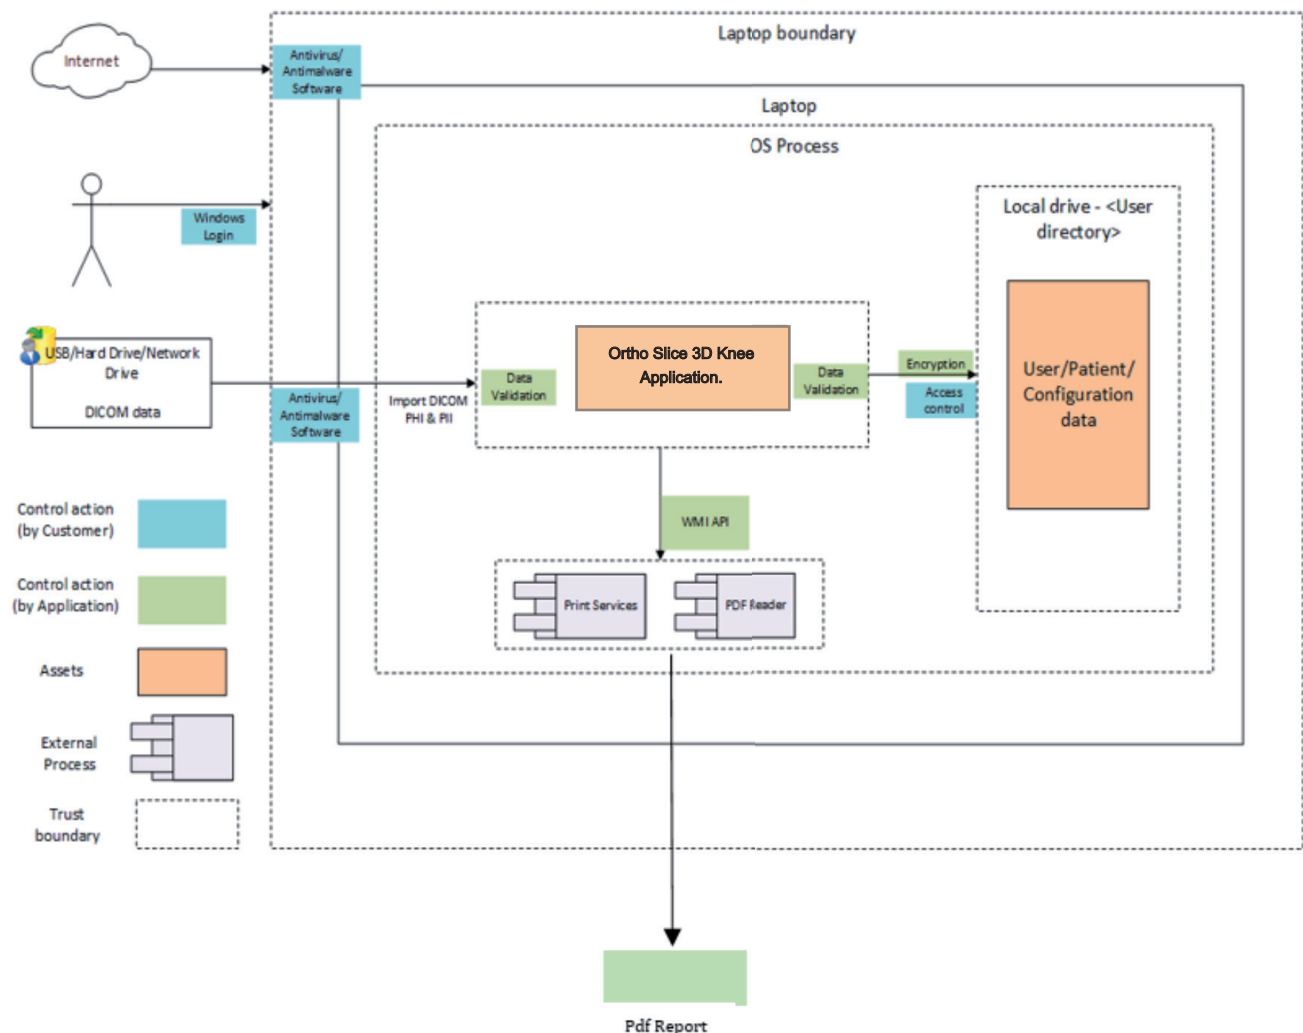 Laptop boundary
Internet
Antivirus/
Antimalware
Software
Laptop
OS Process
Windows
Login
Local drive - <User
directory>
USB/Hard Drive/Network
Drive
DICOM data
Antivirus/
Antimalware
Software
Import DICOM
PHI & PII
Data
Validation
Ortho Slice 3D Knee
Application.
Data
Validation
Encryption
Access
control
User/Patient/
Configuration
data
WMI API
Print Services
PDF Reader
Control action
(by Customer)
Control action
(by Application)
Assets
External
Process
Trust
boundary
Pdf Report